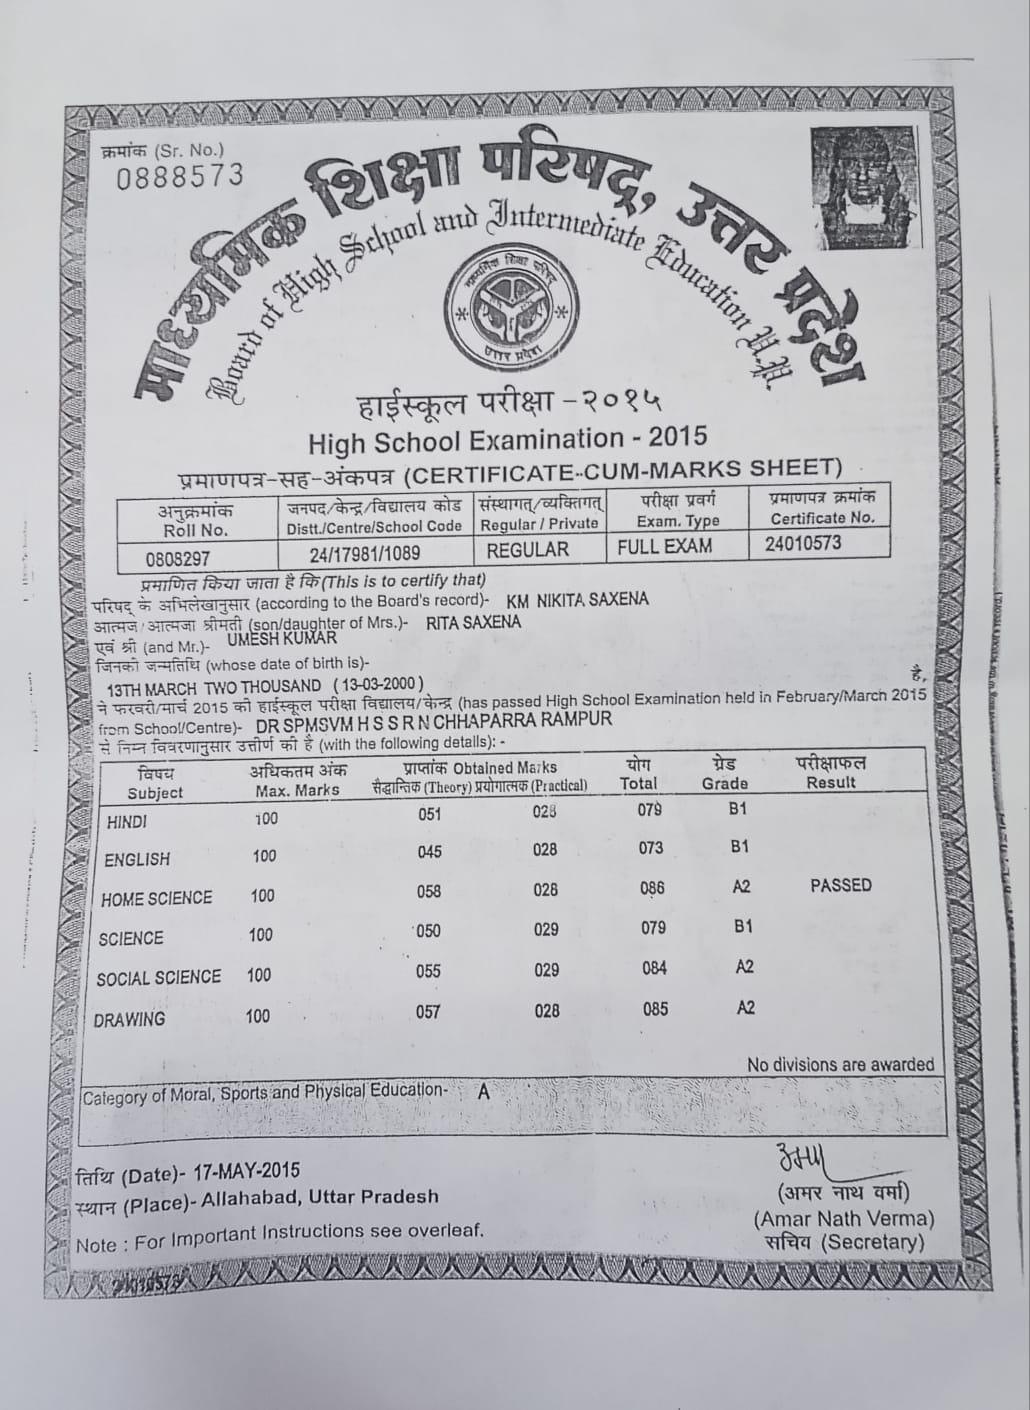 क्रमांक (Sr. No.)
0888573
माध्यमिक शिक्षा परिषद्, उत्तर प्रदेश
Board of High School and Intermediate Education U.P.
माध्यमिक शिक्षा परिषद
उत्तर प्रदेश
हाईस्कूल परीक्षा - २०१५
High School Examination - 2015
प्रमाणपत्र-सह-अंकपत्र (CERTIFICATE-CUM-MARKS SHEET)
अनुक्रमांक जनपद/केन्द्र/विद्यालय कोड संस्थागत्/व्यक्तिगत् परीक्षा प्रवर्ग प्रमाणपत्र क्रमांक
Roll No. Distt./Centre/School Code Regular / Private Exam. Type Certificate No.
0808297 24/17981/1089 REGULAR FULL EXAM 24010573
प्रमाणित किया जाता है कि(This is to certify that)
परिषद् के अभिलेखानुसार (according to the Board's record)- KM NIKITA SAXENA
आत्मज/आत्मजा श्रीमती (son/daughter of Mrs.)- RITA SAXENA
एवं श्री (and Mr.)- UMESH KUMAR
जिनकी जन्मतिथि (whose date of birth is)-
13TH MARCH TWO THOUSAND ( 13-03-2000 ) है,
ने फरवरी/मार्च 2015 की हाईस्कूल परीक्षा विद्यालय/केन्द्र (has passed High School Examination held in February/March 2015
from School/Centre)- DR SPMSVM H S S R N CHHAPARRA RAMPUR
से निम्न विवरणानुसार उत्तीर्ण की है (with the following details): -
विषय अधिकतम अंक प्राप्तांक Obtained Marks योग ग्रेड परीक्षाफल
Subject Max. Marks सैद्धान्तिक (Theory) प्रयोगात्मक (Practical) Total Grade Result
HINDI 100 051 028 079 B1
ENGLISH 100 045 028 073 B1
HOME SCIENCE 100 058 028 086 A2 PASSED
SCIENCE 100 050 029 079 B1
SOCIAL SCIENCE 100 055 029 084 A2
DRAWING 100 057 028 085 A2
No divisions are awarded
Category of Moral, Sports and Physical Education- A
तिथि (Date)- 17-MAY-2015
स्थान (Place)- Allahabad, Uttar Pradesh
(अमर नाथ वर्मा)
(Amar Nath Verma)
सचिव (Secretary)
Note : For Important Instructions see overleaf.